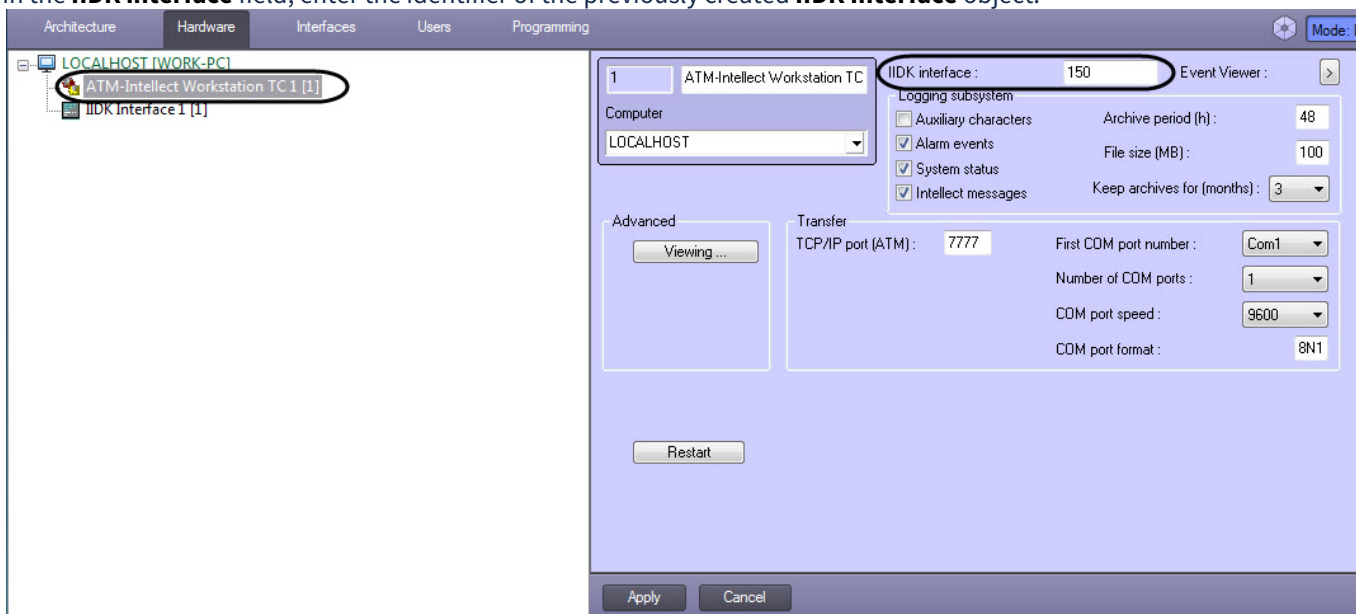 In the IIDK interface field, enter the identifier of the previously created IIDK interface object.
Architecture Hardware Interfaces Users Programming Mode:
LOCALHOST [WORK-PC]
ATM-Intellect Workstation TC 1 [1]
IIDK Interface 1 [1]
1 ATM-Intellect Workstation TC
Computer
LOCALHOST
IIDK interface : 150 Event Viewer : >
Logging subsystem
Auxiliary characters Archive period (h) : 48
Alarm events File size (MB) : 100
System status
Intellect messages Keep archives for (months) : 3
Advanced
Viewing ...
Transfer
TCP/IP port (ATM) : 7777 First COM port number : Com1
Number of COM ports : 1
COM port speed : 9600
COM port format : 8N1
Restart
Apply Cancel